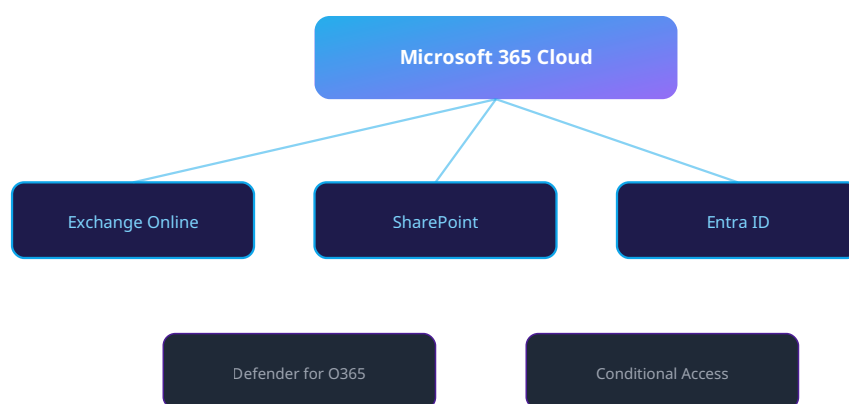 Microsoft 365 Cloud
Exchange Online
SharePoint
Entra ID
Defender for O365
Conditional Access